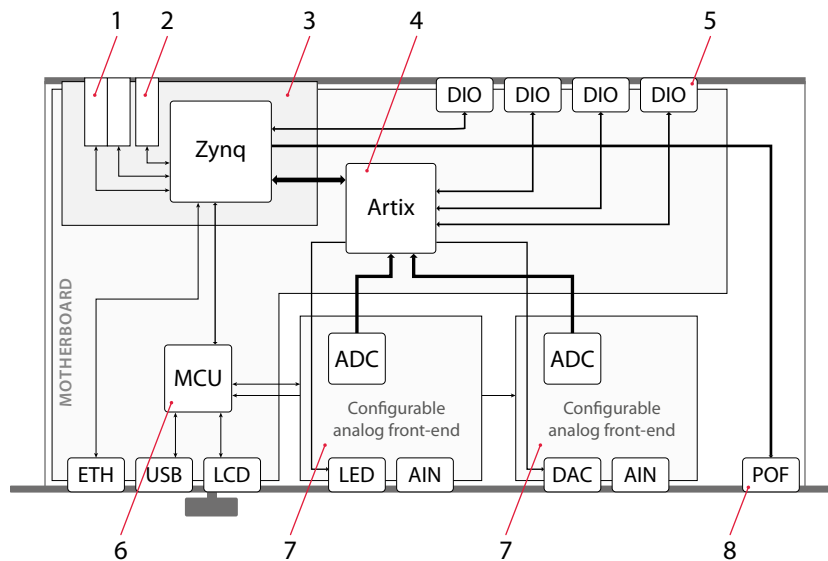 1 2 3 4 5
DIO DIO DIO DIO
Zynq
Artix
MOTHERBOARD
ADC ADC
MCU
Configurable
analog front-end
Configurable
analog front-end
ETH USB LCD LED AIN DAC AIN POF
6 7 7 8